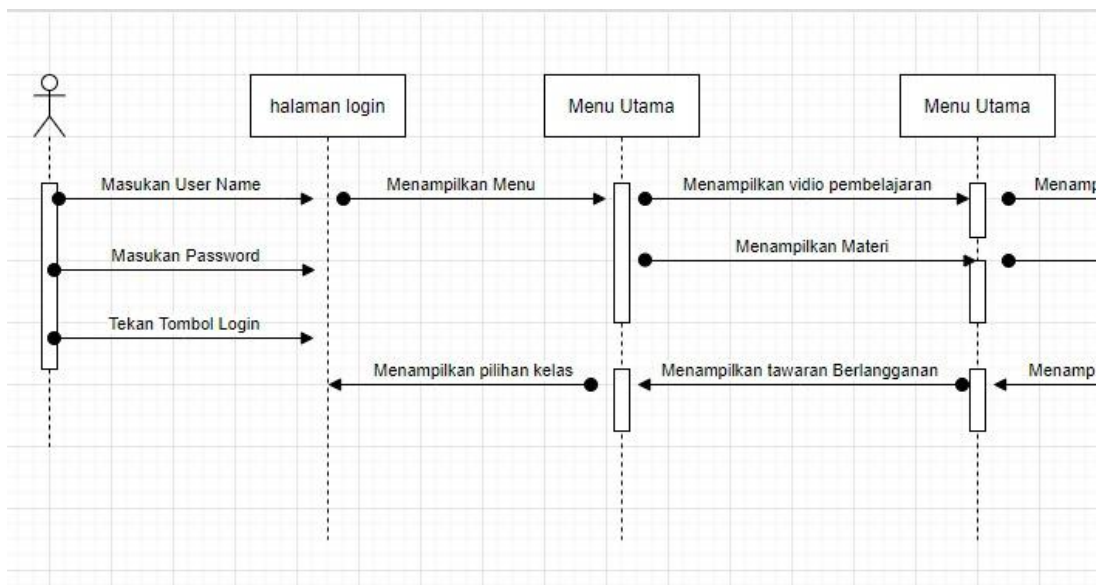 halaman login
Menu Utama
Menu Utama
Masukan User Name
Menampilkan Menu
Menampilkan vidio pembelajaran
Masukan Password
Menampilkan Materi
Tekan Tombol Login
Menampilkan pilihan kelas
Menampilkan tawaran Berlangganan